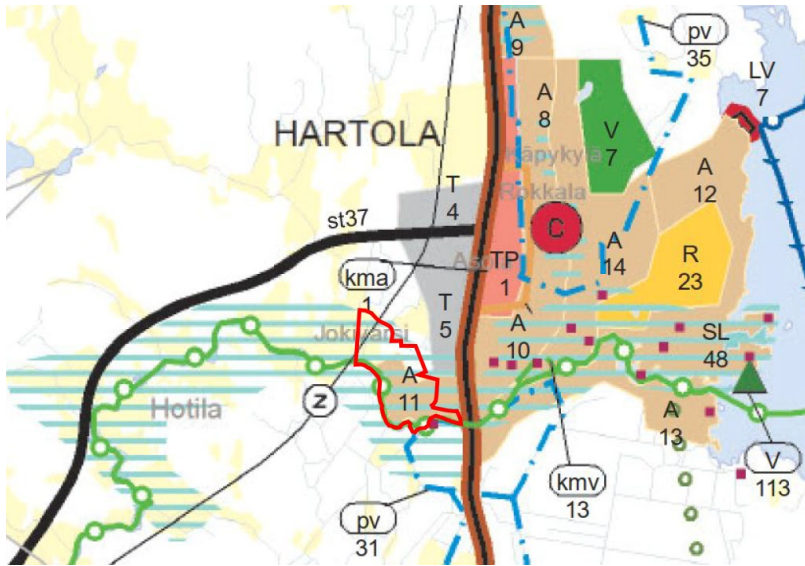 A
9
pv
35
LV
7
A
8
V
7
HARTOLA
Käpykylä
Rokkala
A
12
T
4
st37
C
A
14
R
23
TP
1
kma
1
T
5
Jokivarsi
A
10
SL
48
A
11
Z
Hotila
A
13
V
113
kmv
13
pv
31